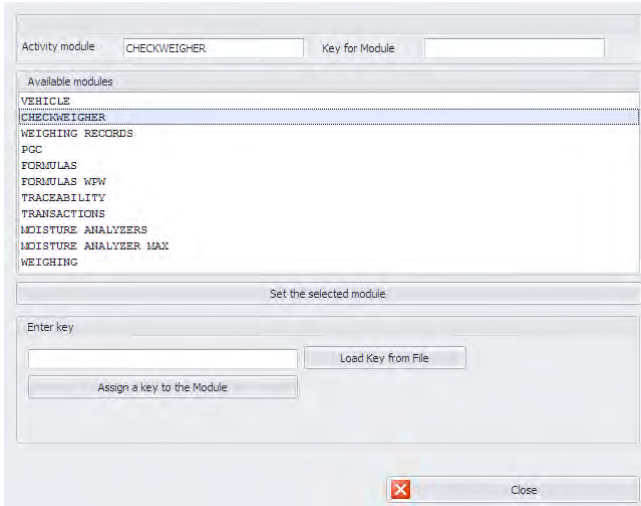 Activity module CHECKWEIGHER Key for Module
Available modules
VEHICLE
CHECKWEIGHER
WEIGHING RECORDS
PGC
FORMULAS
FORMULAS WPW
TRACEABILITY
TRANSACTIONS
MOISTURE ANALYZERS
MOISTURE ANALYZER MAX
WEIGHING
Set the selected module
Enter key
Load Key from File
Assign a key to the Module
Close